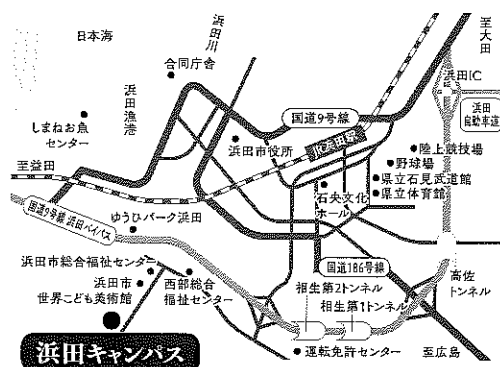 日本海
浜田川
至大田
合同庁舎
浜田IC
浜田漁港
国道9号線
浜田
自動車道
しまねお魚
センター
浜田市役所
JR浜田駅
陸上競技場
野球場
至益田
県立石見武道館
県立体育館
石央文化
ホール
国道9号線 浜田バイパス
ゆうひパーク浜田
浜田市総合福祉センター
国道186号線
高佐
トンネル
浜田市
世界こども美術館
西部総合
福祉センター
相生第2トンネル
相生第1トンネル
浜田キャンパス
運転免許センター
至広島